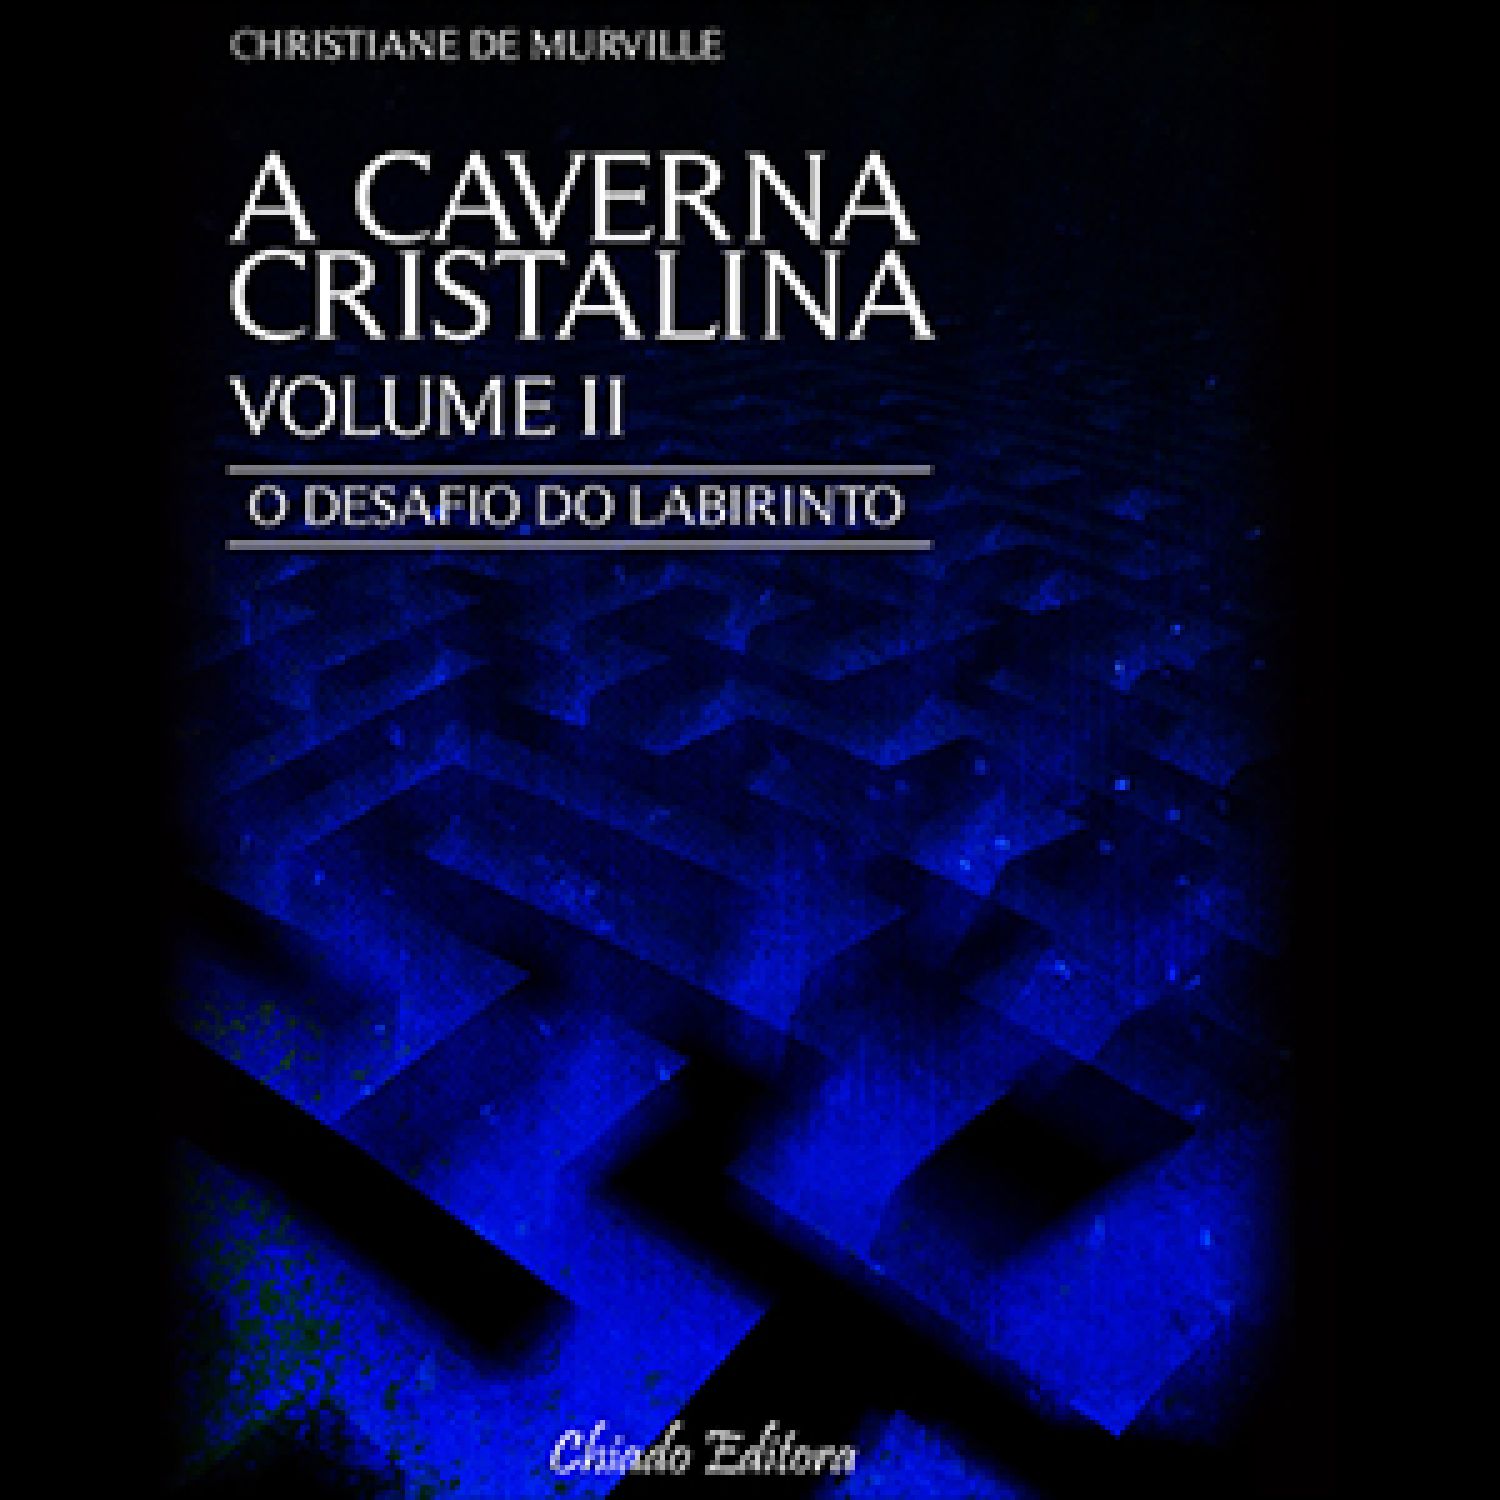 CHRISTIANE DE MURVILLE
A CAVERNA
CRISTALINA
VOLUME II
O DESAFIO DO LABIRINTO
Chiado Editora